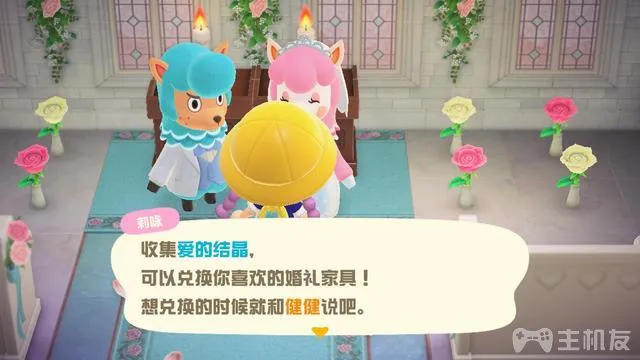 莉咏
收集爱的结晶，
可以兑换你喜欢的婚礼家具！
想兑换的时候就和健健说吧。
主机友